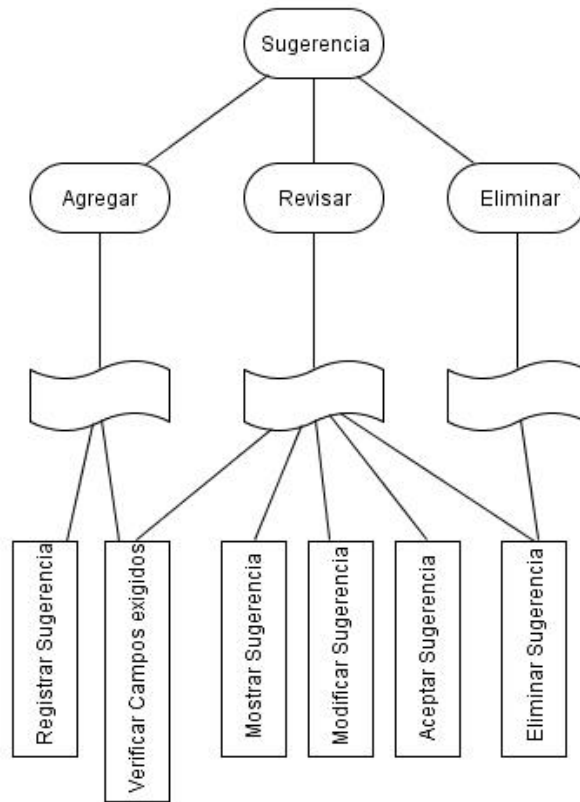 Sugerencia
Agregar
Revisar
Eliminar
Registrar Sugerencia
Verificar Campos exigidos
Mostrar Sugerencia
Modificar Sugerencia
Aceptar Sugerencia
Eliminar Sugerencia